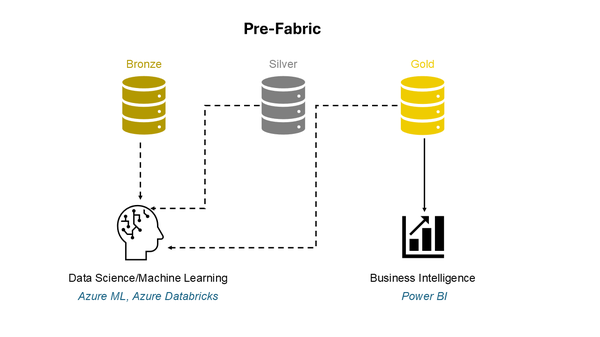 Pre-Fabric
Bronze
Silver
Gold
Data Science/Machine Learning
Azure ML, Azure Databricks
Business Intelligence
Power BI